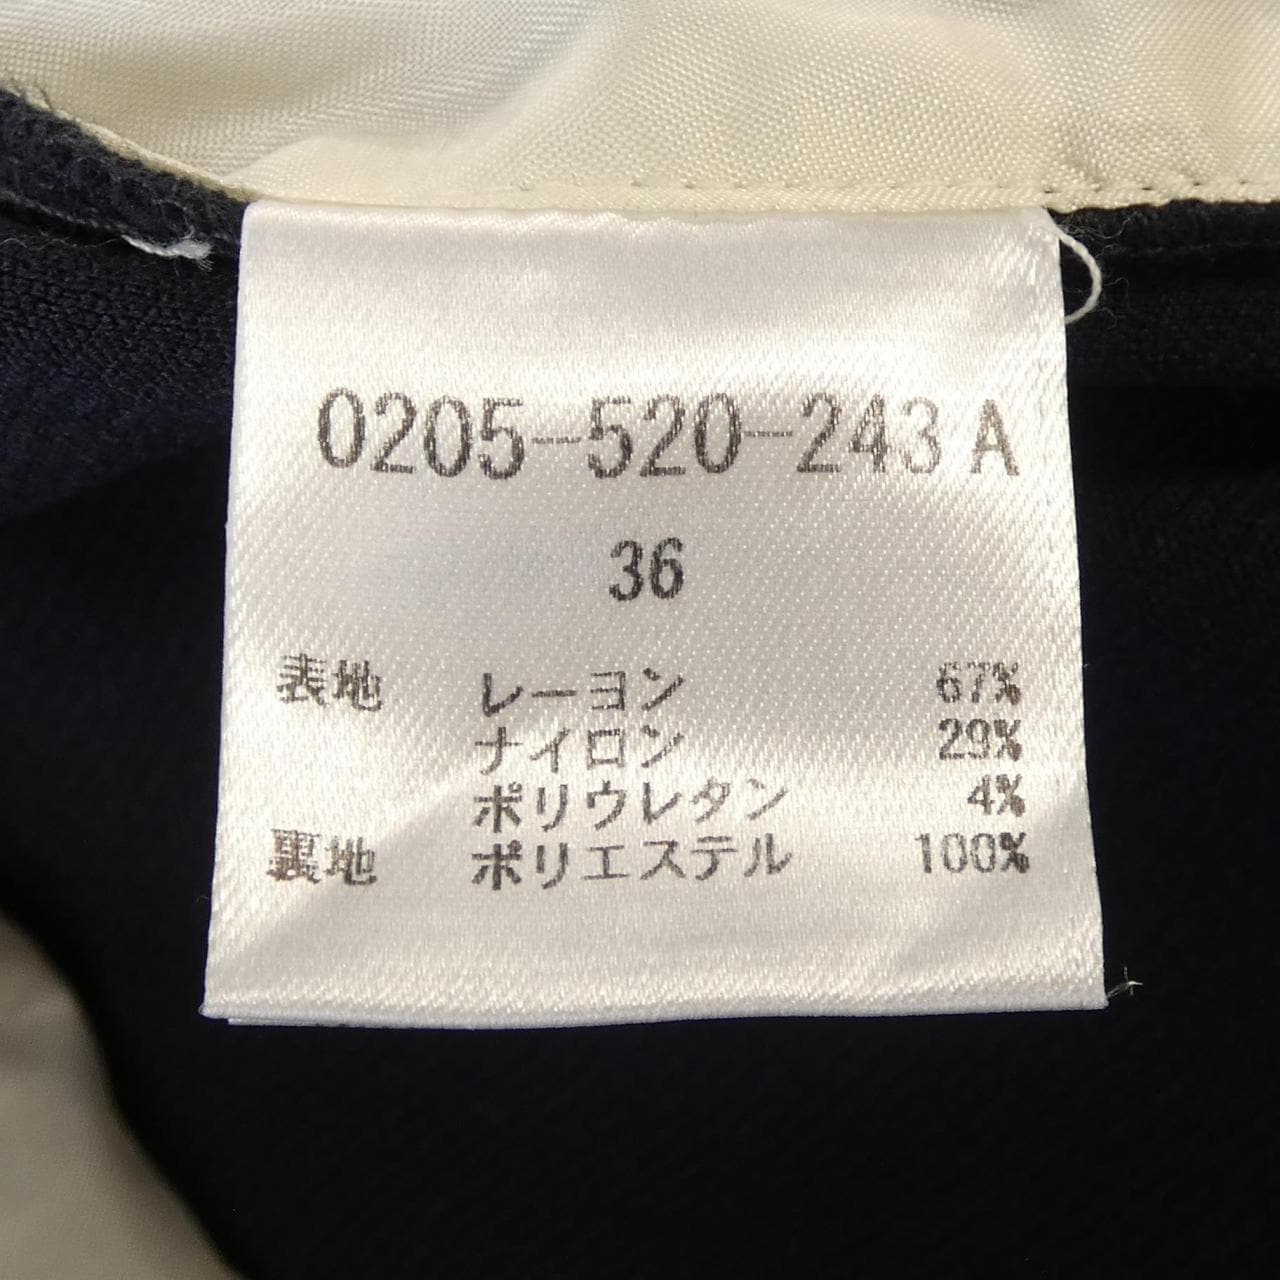 0205-520-243 A
36
表地 レーヨン 67%
ナイロン 29%
ポリウレタン 4%
裏地 ポリエステル 100%